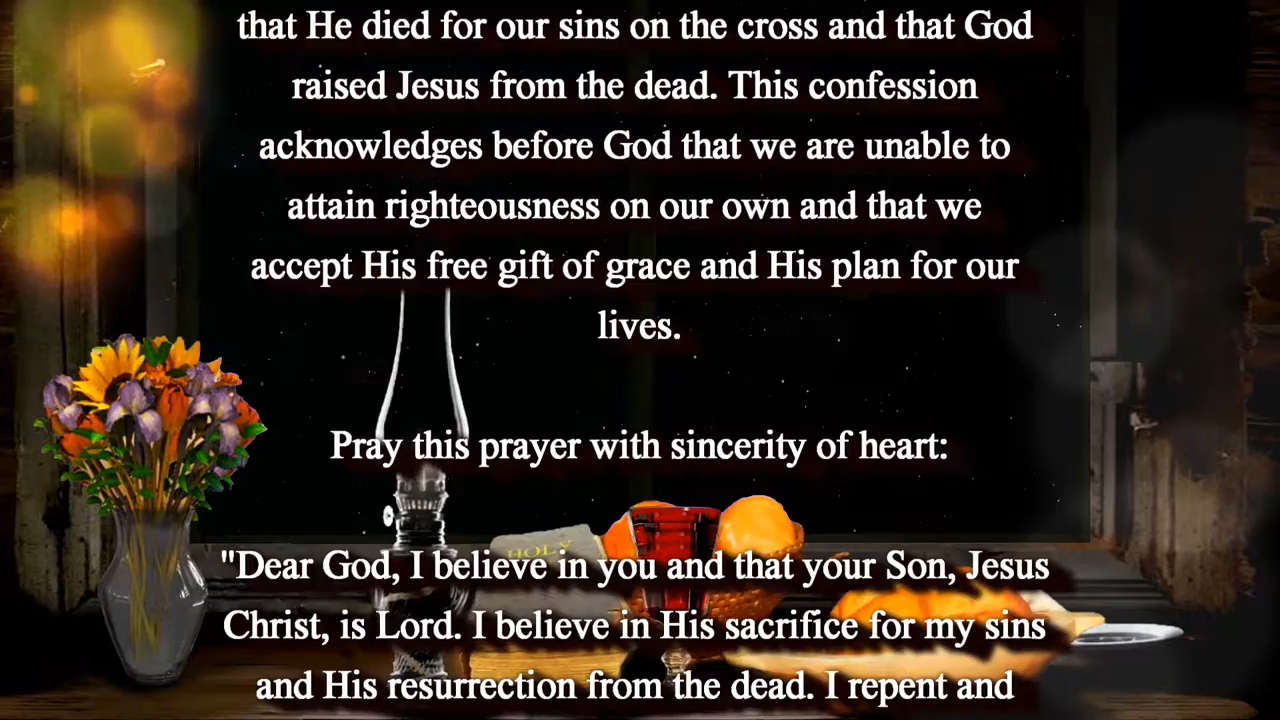 that He died for our sins on the cross and that God
raised Jesus from the dead. This confession
acknowledges before God that we are unable to
attain righteousness on our own and that we
accept His free gift of grace and His plan for our
lives.
Pray this prayer with sincerity of heart:
HOLY
"Dear God, I believe in you and that your Son, Jesus
Christ, is Lord. I believe in His sacrifice for my sins
and His resurrection from the dead. I repent and